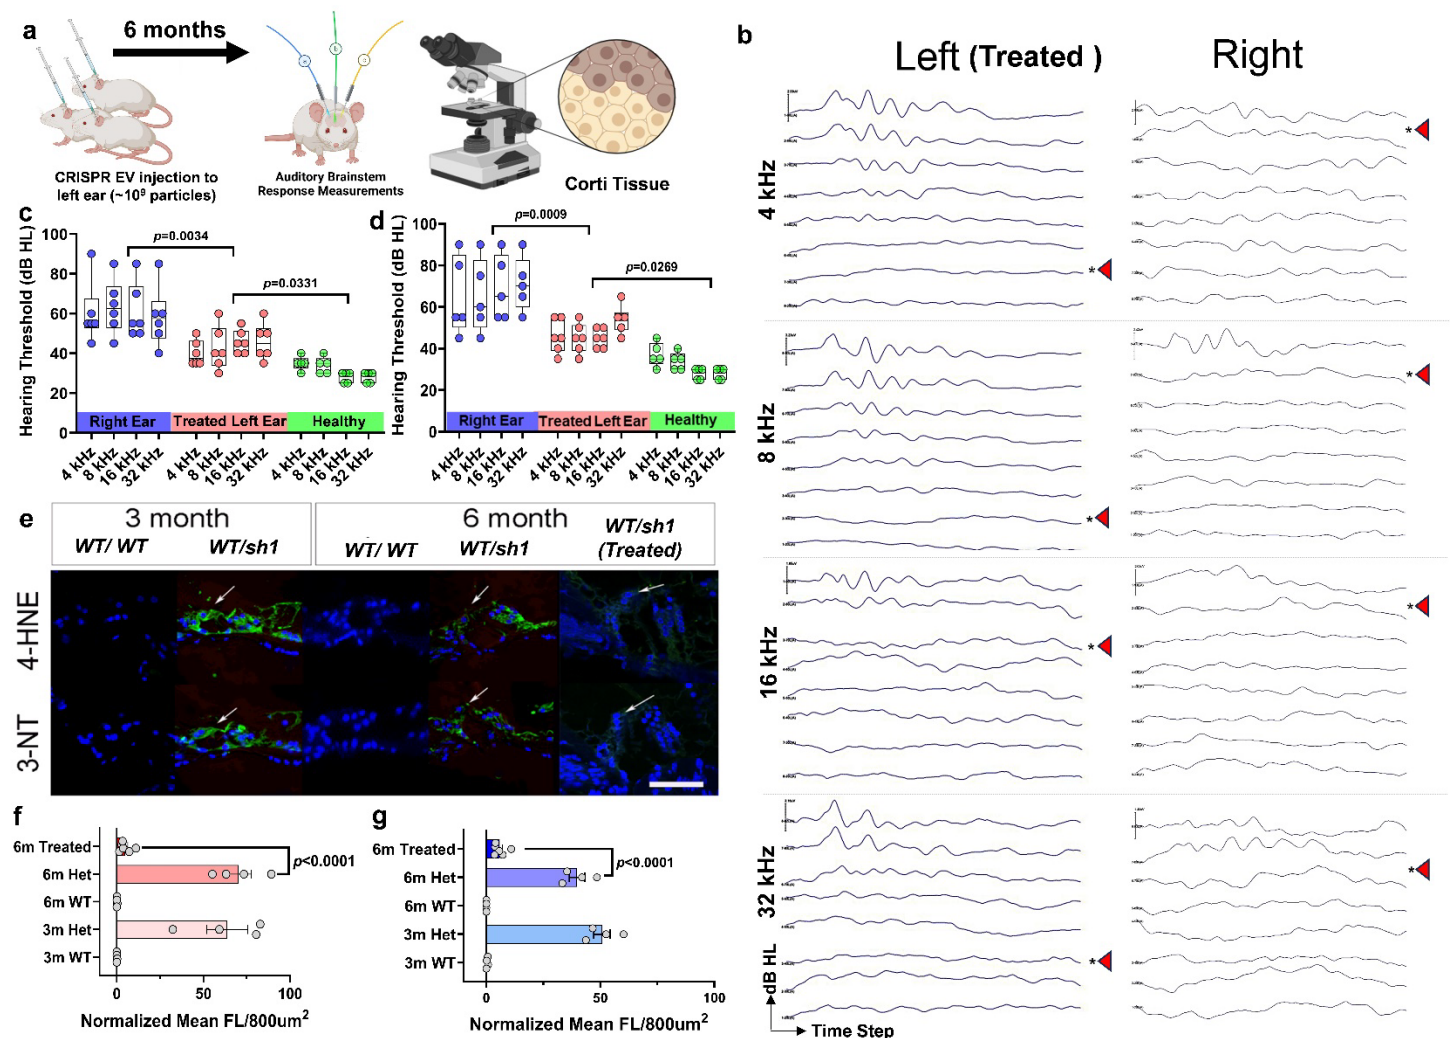 a
6 months
CRISPR EV injection to
left ear (~10⁹ particles)
Auditory Brainstem
Response Measurements
Corti Tissue
b
Left (Treated )
Right
4 kHz
*
*
8 kHz
*
*
16 kHz
*
*
32 kHz
*
*
dB HL
Time Step
c
Hearing Threshold (dB HL)
100
80
60
40
20
0
p=0.0034
p=0.0331
Right Ear
Treated Left Ear
Healthy
4 kHz
8 kHz
16 kHz
32 kHz
4 kHz
8 kHz
16 kHz
32 kHz
4 kHz
8 kHz
16 kHz
32 kHz
d
Hearing Threshold (dB HL)
100
80
60
40
20
0
p=0.0009
p=0.0269
Right Ear
Treated Left Ear
Healthy
4 kHz
8 kHz
16 kHz
32 kHz
4 kHz
8 kHz
16 kHz
32 kHz
4 kHz
8 kHz
16 kHz
32 kHz
e
3 month
WT/ WT
WT/sh1
6 month
WT/ WT
WT/sh1
WT/sh1
(Treated)
4-HNE
3-NT
f
6m Treated
6m Het
6m WT
3m Het
3m WT
p<0.0001
0
50
100
Normalized Mean FL/800um²
g
6m Treated
6m Het
6m WT
3m Het
3m WT
p<0.0001
0
50
100
Normalized Mean FL/800um²